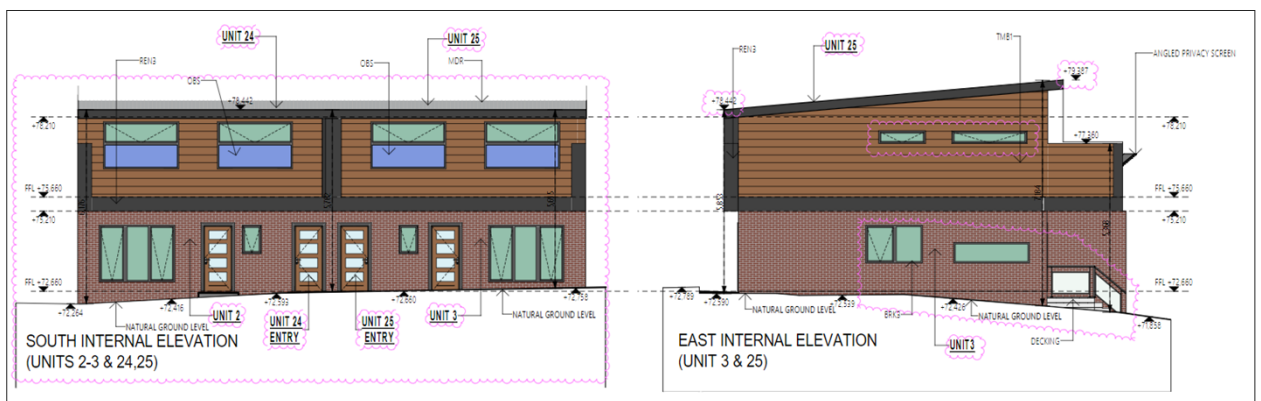 UNIT 24
UNIT 25
REN3
OBS
OBS
MDR
+78.442
+78.210
FFL +75.660
+75.210
FFL +72.660
+72.264
+72.416
+72.599
+72.660
+72.758
NATURAL GROUND LEVEL
UNIT 2
UNIT 24
ENTRY
UNIT 25
ENTRY
UNIT 3
NATURAL GROUND LEVEL
SOUTH INTERNAL ELEVATION
(UNITS 2-3 & 24,25)
REN3
UNIT 25
TMB1
ANGLED PRIVACY SCREEN
+79.387
+78.442
+78.210
+77.360
FFL +75.660
+75.210
FFL +72.660
+72.789
+72.590
+72.539
+72.426
+71.838
NATURAL GROUND LEVEL
BRK3
NATURAL GROUND LEVEL
UNIT3
DECKING
EAST INTERNAL ELEVATION
(UNIT 3 & 25)